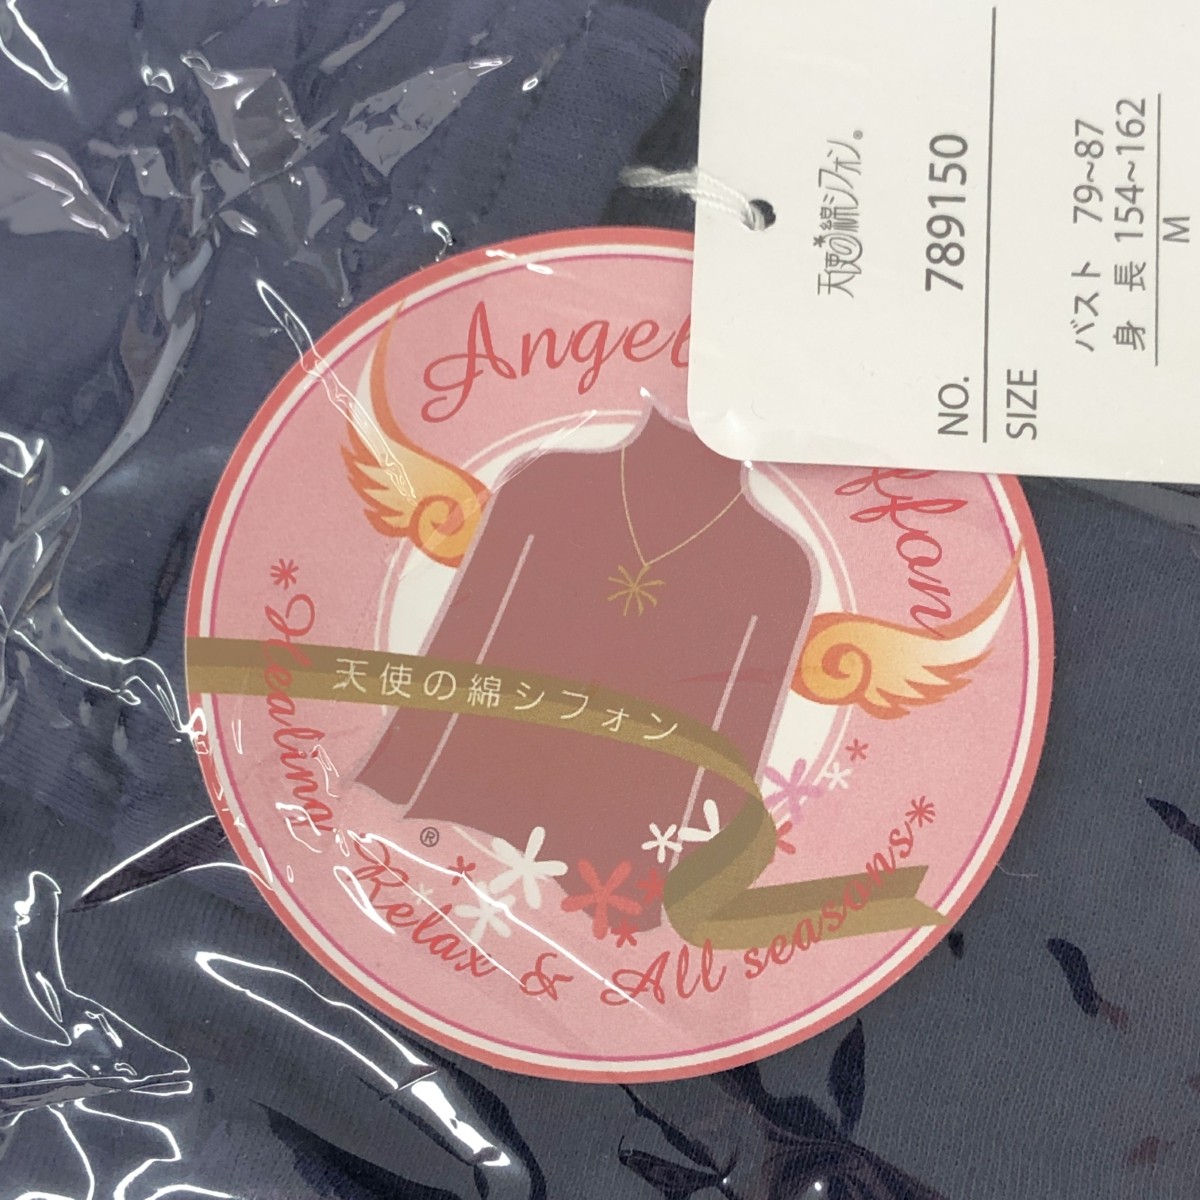 天使の綿シフォン®
NO. 789150
SIZE
バスト 79~87
身長 154~162
M
Angel
ffon
天使の綿シフォン
®
*Healing
Relax & All seasons*